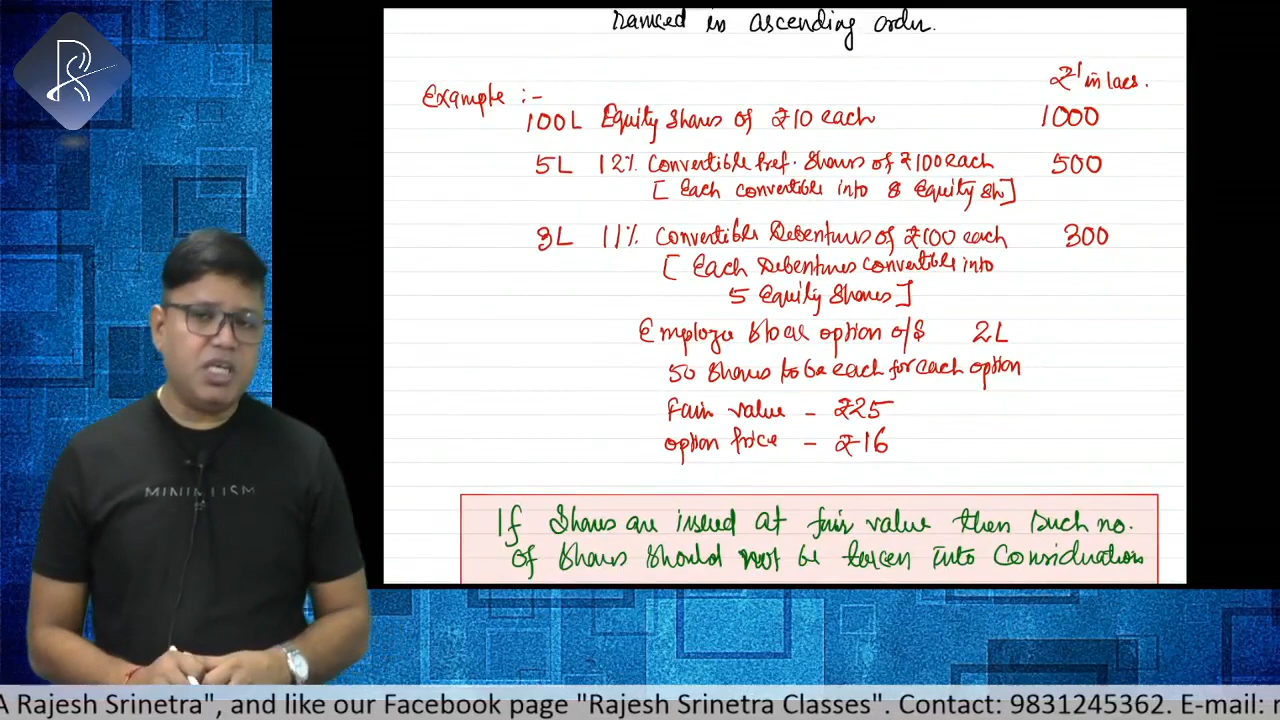 Ranked in ascending order.
₹ in lacs.
Example :-
100L Equity Shares of ₹10 each 1000
5L 12% Convertible Pref. Shares of ₹100 each 500
[ Each convertible into 8 Equity Sh ]
3L 11% Convertible Debentures of ₹100 each 300
[ Each Debentures convertible into
5 Equity Shares ]
Employee Stock option o/s 2L
50 Shares to be each for each option
Fair value - ₹25
option price - ₹16
If Shares are issued at fair value then such no.
of Shares should not be taken into Consideration
MINIMLISM
A Rajesh Srinetra", and like our Facebook page "Rajesh Srinetra Classes". Contact: 9831245362. E-mail: